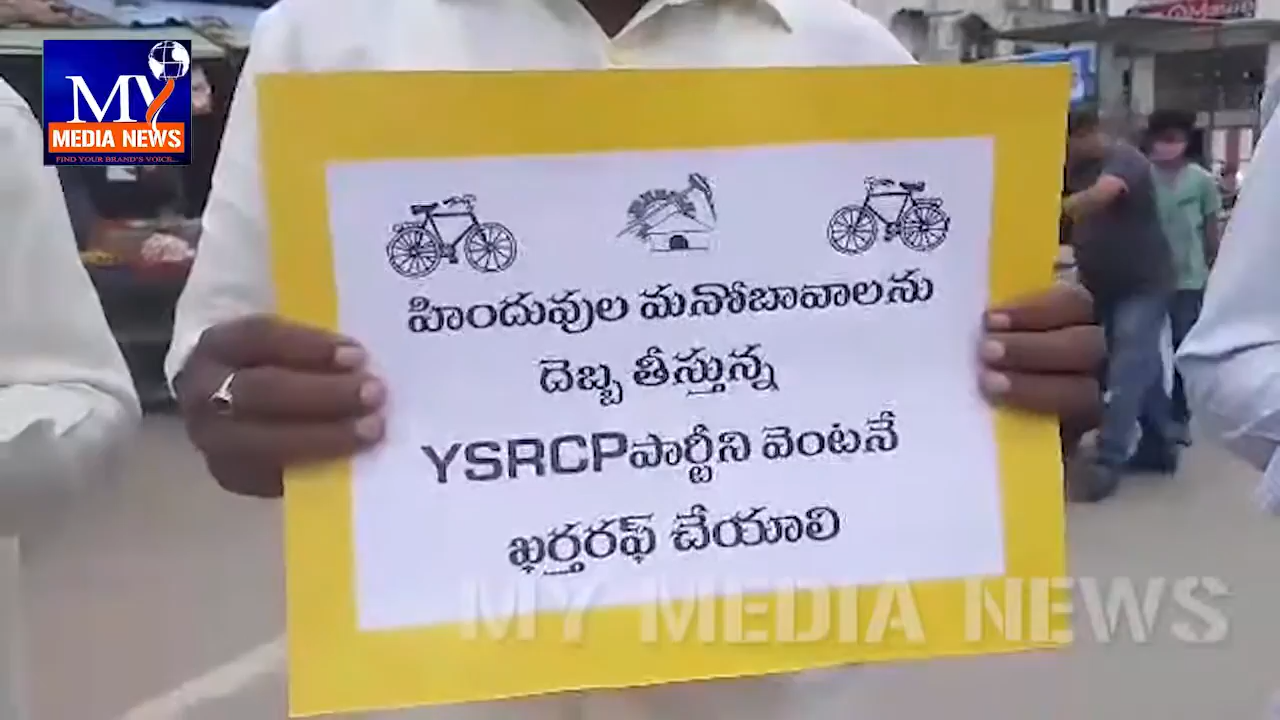 MY
MEDIA NEWS
FIND YOUR BRAND'S VOICE...
హిందువుల మనోబావాలను
దెబ్బ తీస్తున్న
YSRCPపార్టీని వెంటనే
ఖర్తరఫ్ చేయాలి
MY MEDIA NEWS